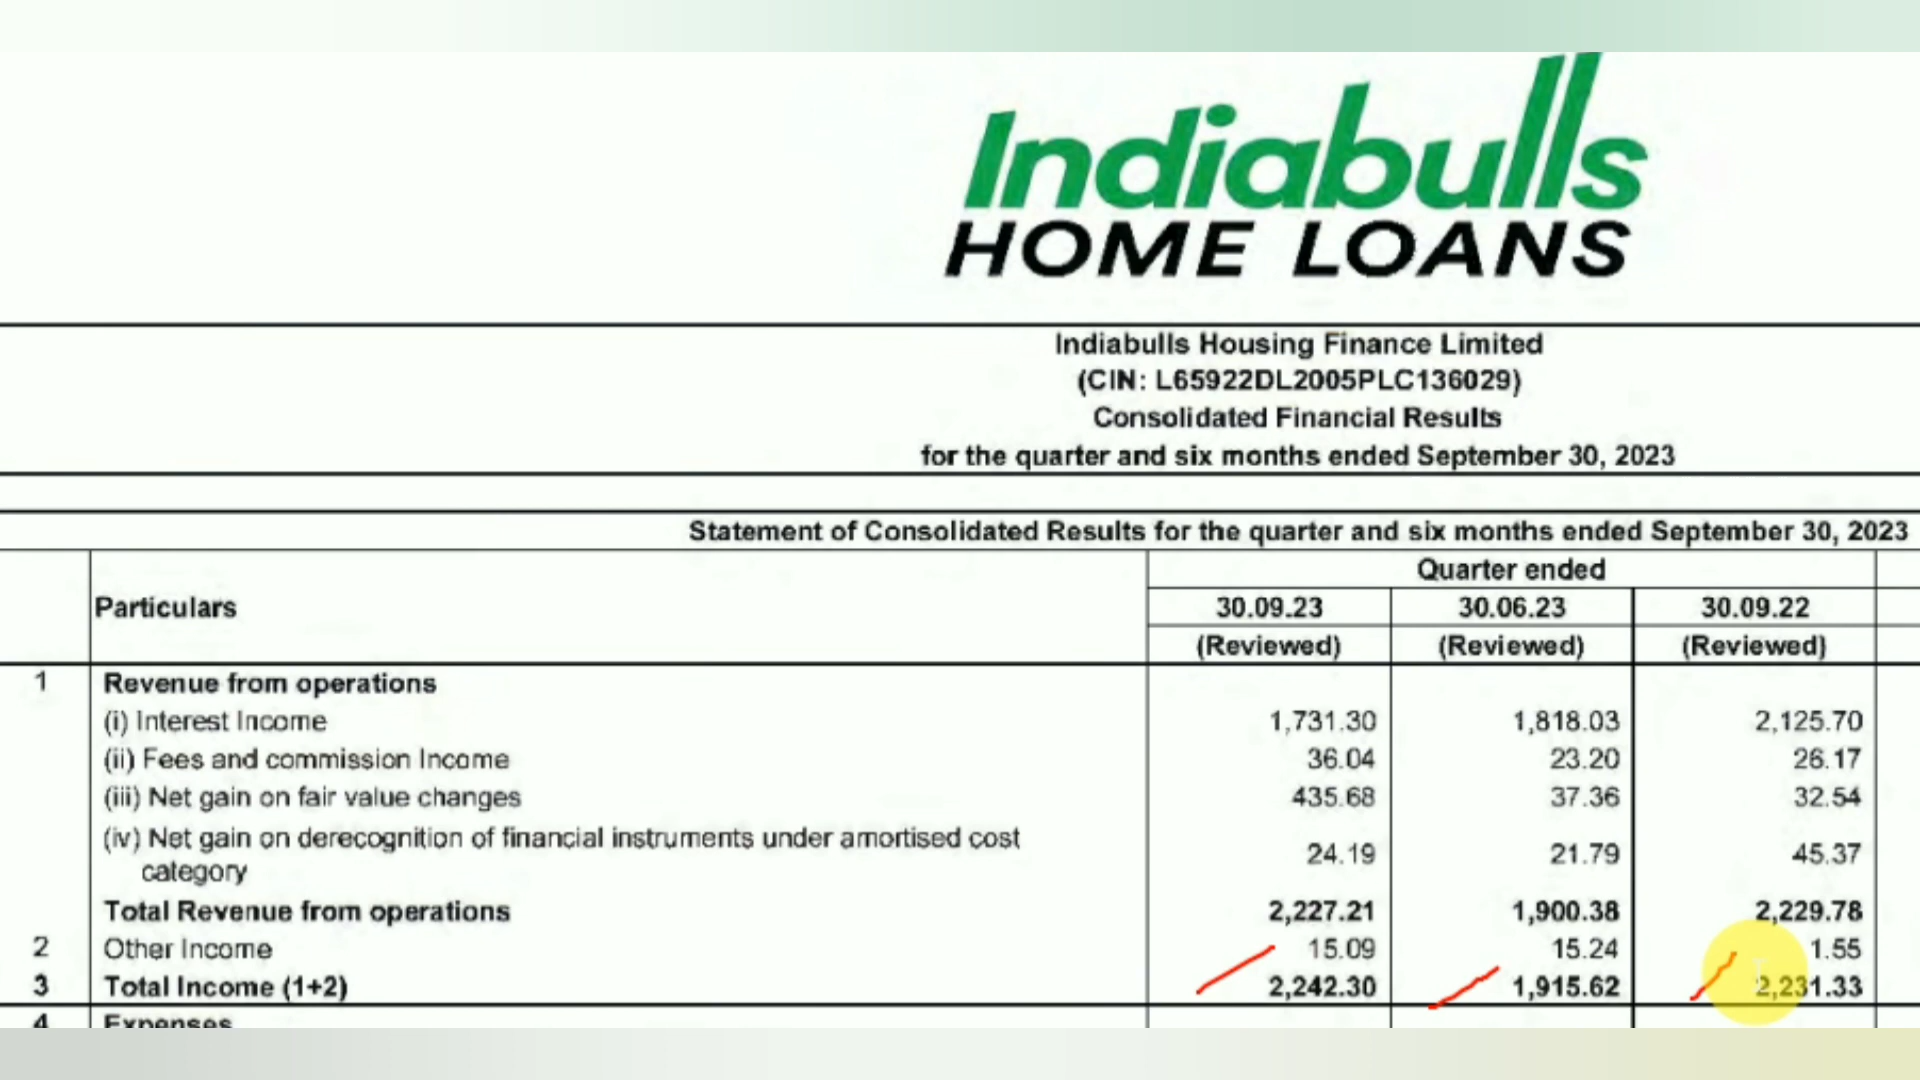 Indiabulls
HOME LOANS
Indiabulls Housing Finance Limited
(CIN: L65922DL2005PLC136029)
Consolidated Financial Results
for the quarter and six months ended September 30, 2023
Statement of Consolidated Results for the quarter and six months ended September 30, 2023
Quarter ended
Particulars 30.09.23 30.06.23 30.09.22
(Reviewed) (Reviewed) (Reviewed)
1 Revenue from operations
(i) Interest Income 1,731.30 1,818.03 2,125.70
(ii) Fees and commission Income 36.04 23.20 26.17
(iii) Net gain on fair value changes 435.68 37.36 32.54
(iv) Net gain on derecognition of financial instruments under amortised cost
category 24.19 21.79 45.37
Total Revenue from operations 2,227.21 1,900.38 2,229.78
2 Other Income 15.09 15.24 1.55
3 Total Income (1+2) 2,242.30 1,915.62 2,231.33
4 Expenses